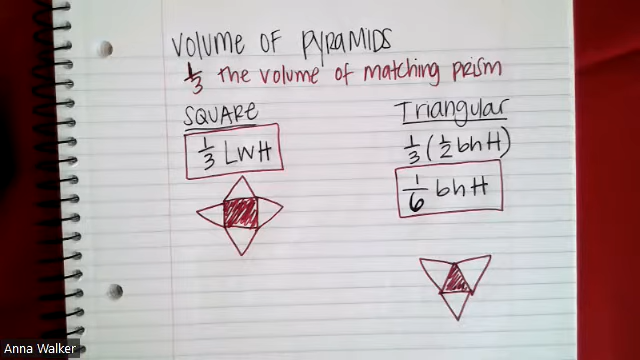 VOLUME OF PYRAMIDS
1/3 the volume of matching prism
SQUARE
1/3 LWH
Triangular
1/3 (1/2 bhH)
1/6 bhH
Anna Walker